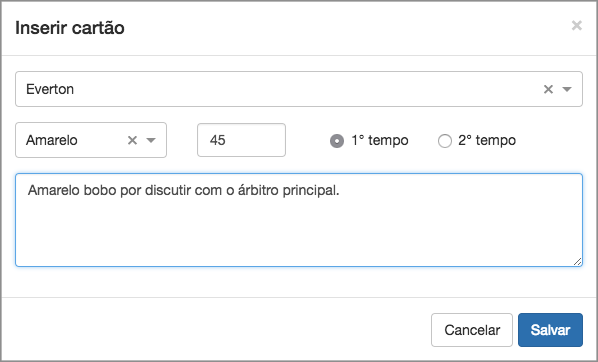 Inserir cartão ×
Everton × 
Amarelo × 45 1° tempo 2° tempo
Amarelo bobo por discutir com o árbitro principal.
Cancelar Salvar